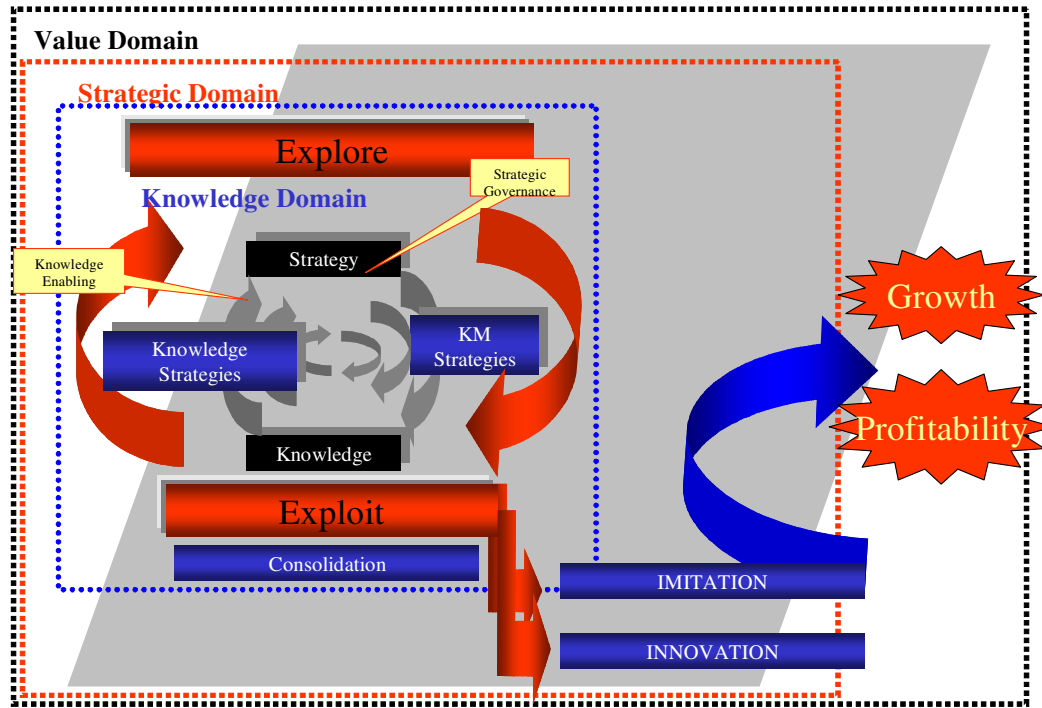 Value Domain
Strategic Domain
Explore
Strategic
Governance
Knowledge Domain
Strategy
Knowledge
Enabling
Growth
Knowledge
Strategies
KM
Strategies
Profitability
Knowledge
Exploit
Consolidation
IMITATION
INNOVATION